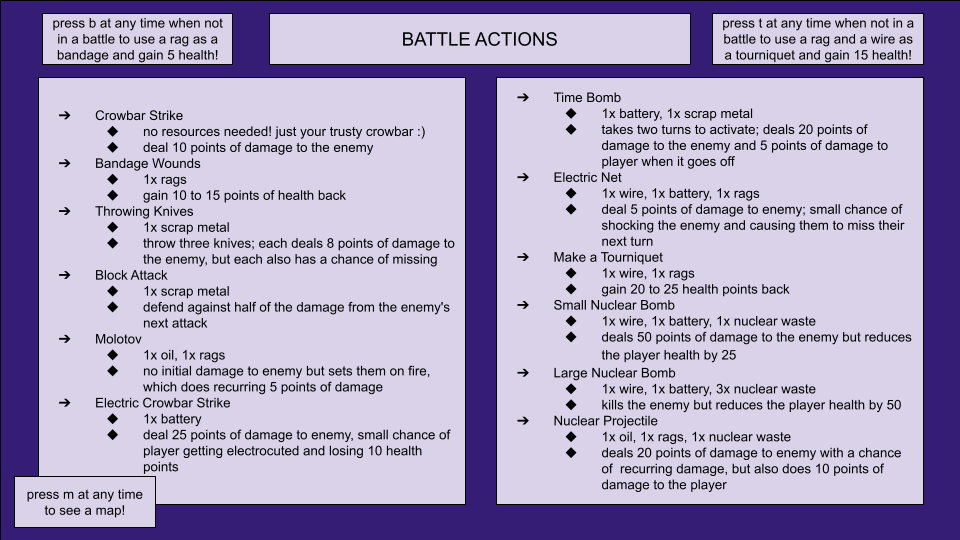 press b at any time when not
in a battle to use a rag as a
bandage and gain 5 health!
BATTLE ACTIONS
press t at any time when not in a
battle to use a rag and a wire as
a tourniquet and gain 15 health!
➔ Crowbar Strike
◆ no resources needed! just your trusty crowbar :)
◆ deal 10 points of damage to the enemy
➔ Bandage Wounds
◆ 1x rags
◆ gain 10 to 15 points of health back
➔ Throwing Knives
◆ 1x scrap metal
◆ throw three knives; each deals 8 points of damage to
the enemy, but each also has a chance of missing
➔ Block Attack
◆ 1x scrap metal
◆ defend against half of the damage from the enemy's
next attack
➔ Molotov
◆ 1x oil, 1x rags
◆ no initial damage to enemy but sets them on fire,
which does recurring 5 points of damage
➔ Electric Crowbar Strike
◆ 1x battery
◆ deal 25 points of damage to enemy, small chance of
player getting electrocuted and losing 10 health
points
➔ Time Bomb
◆ 1x battery, 1x scrap metal
◆ takes two turns to activate; deals 20 points of
damage to the enemy and 5 points of damage to
player when it goes off
➔ Electric Net
◆ 1x wire, 1x battery, 1x rags
◆ deal 5 points of damage to enemy; small chance of
shocking the enemy and causing them to miss their
next turn
➔ Make a Tourniquet
◆ 1x wire, 1x rags
◆ gain 20 to 25 health points back
➔ Small Nuclear Bomb
◆ 1x wire, 1x battery, 1x nuclear waste
◆ deals 50 points of damage to the enemy but reduces
the player health by 25
➔ Large Nuclear Bomb
◆ 1x wire, 1x battery, 3x nuclear waste
◆ kills the enemy but reduces the player health by 50
➔ Nuclear Projectile
◆ 1x oil, 1x rags, 1x nuclear waste
◆ deals 20 points of damage to enemy with a chance
of recurring damage, but also does 10 points of
damage to the player
press m at any time
to see a map!